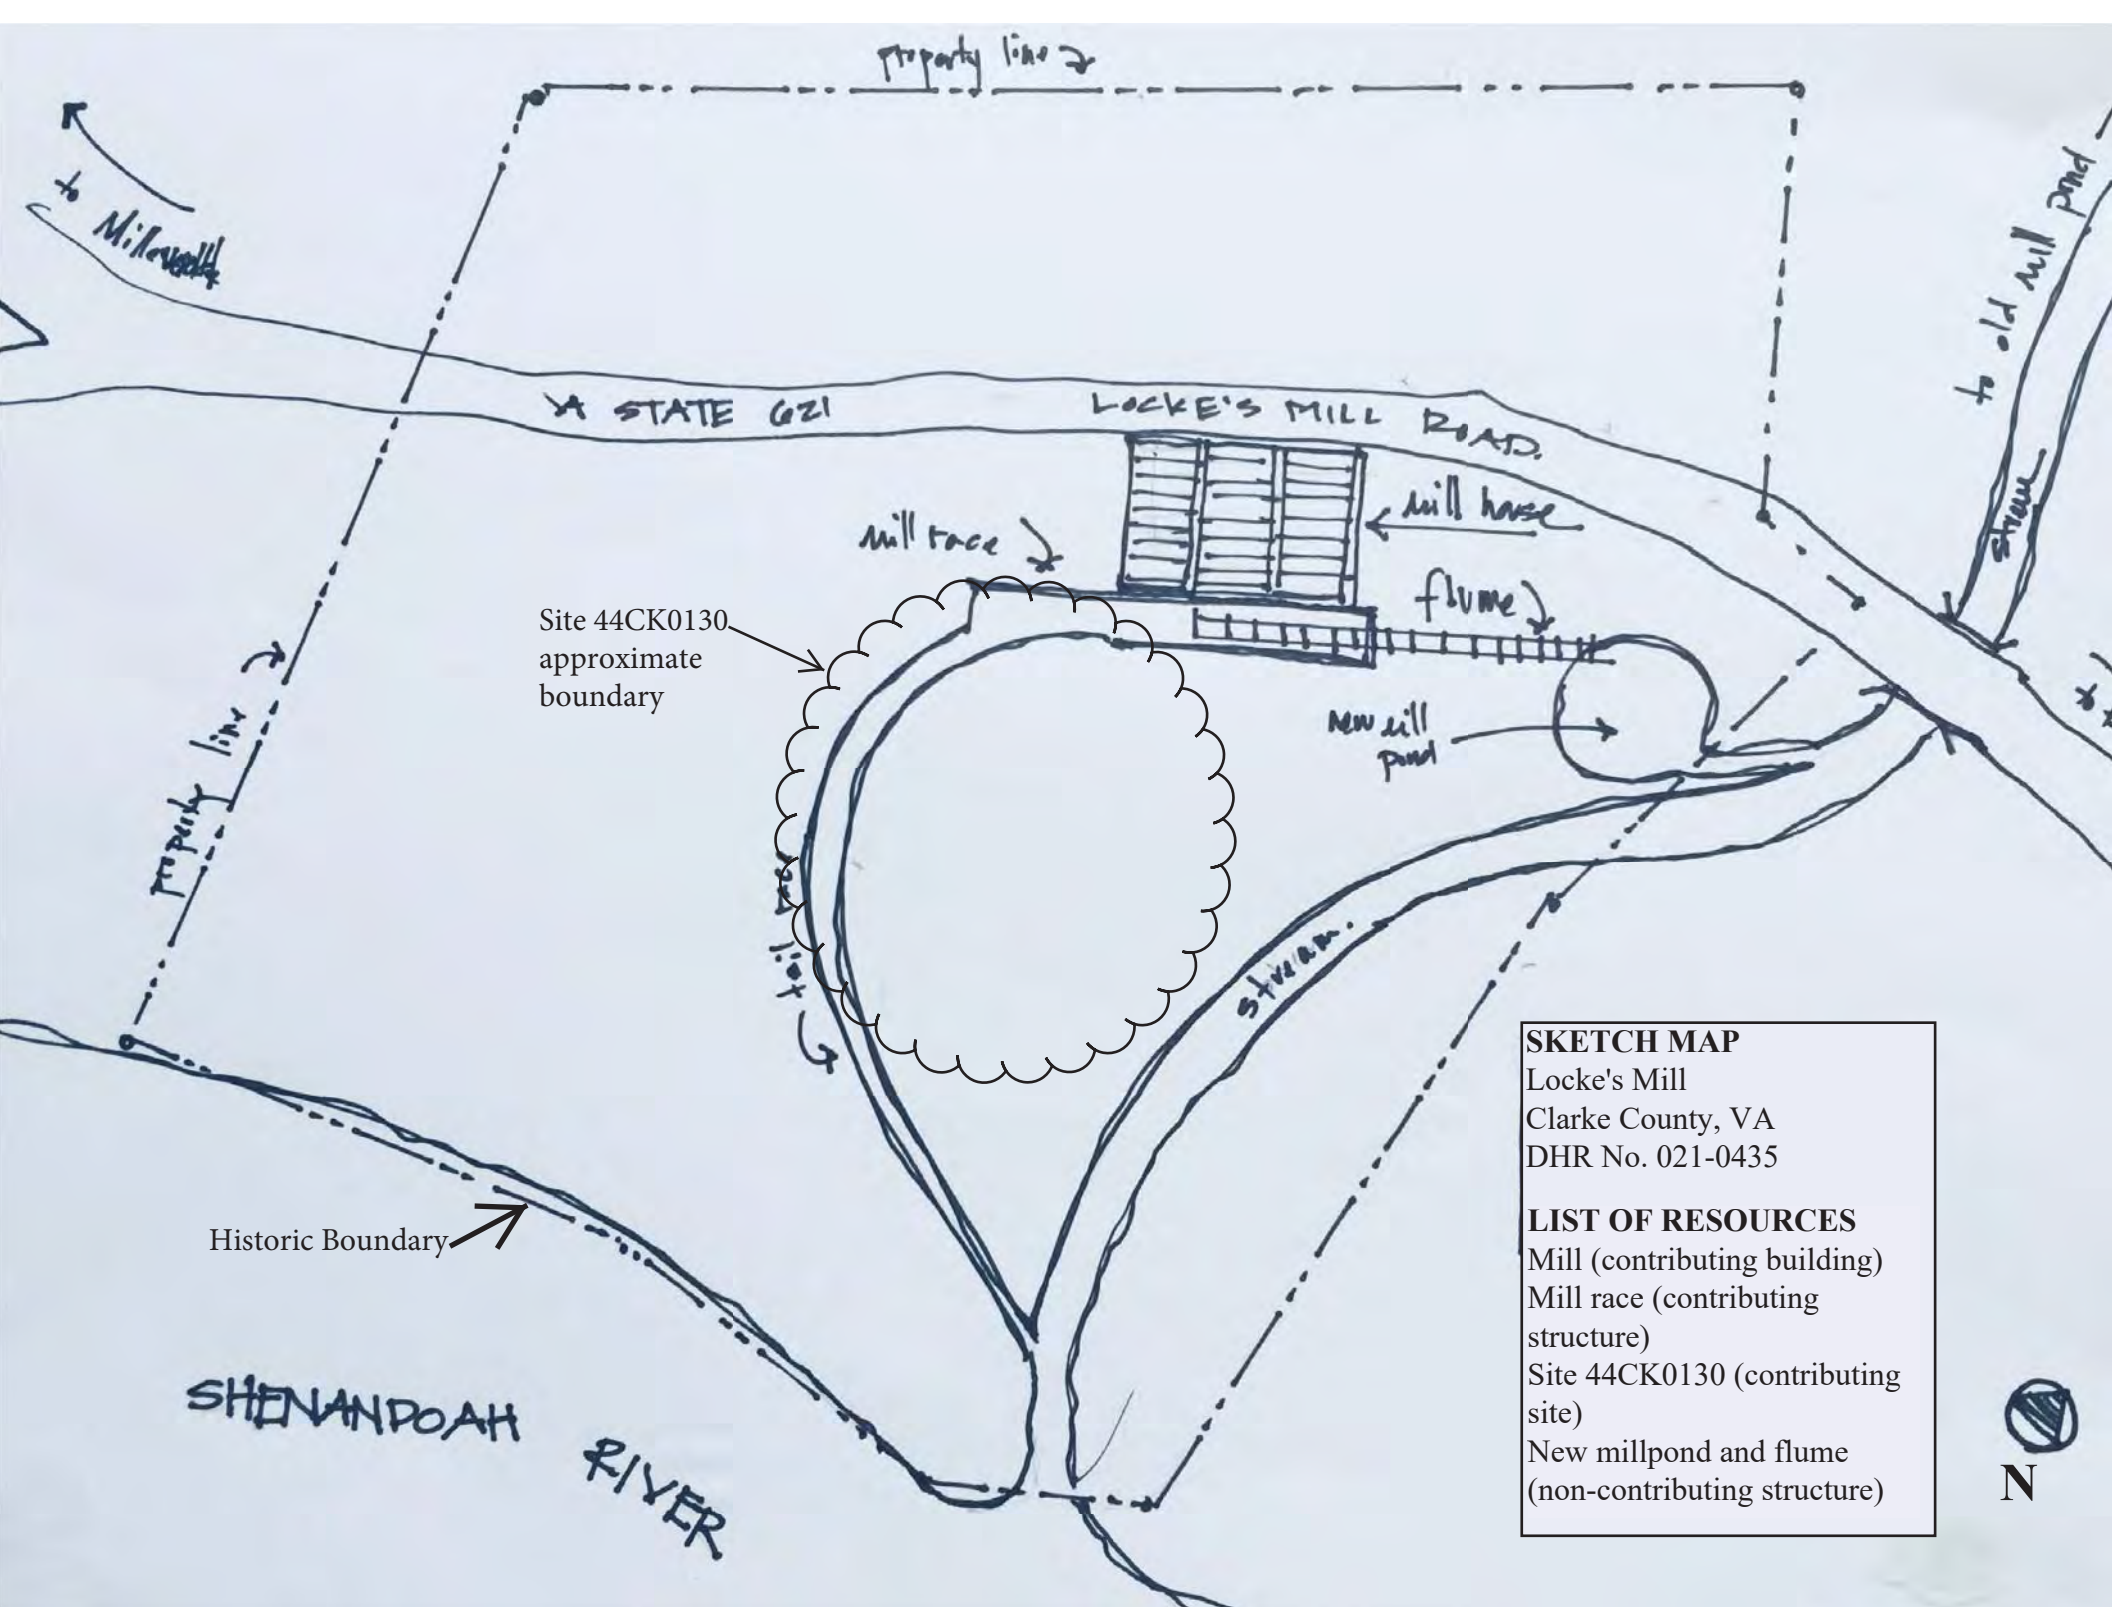 property line
to
VA STATE 621
LOCKE'S MILL ROAD.
to old mill pond
stream
mill race
mill house
flume
Site 44CK0130
approximate
boundary
new mill
pond
property line
tail race
stream.
to
Historic Boundary
SHENANDOAH
RIVER
SKETCH MAP
Locke's Mill
Clarke County, VA
DHR No. 021-0435
LIST OF RESOURCES
Mill (contributing building)
Mill race (contributing
structure)
Site 44CK0130 (contributing
site)
New millpond and flume
(non-contributing structure)
N